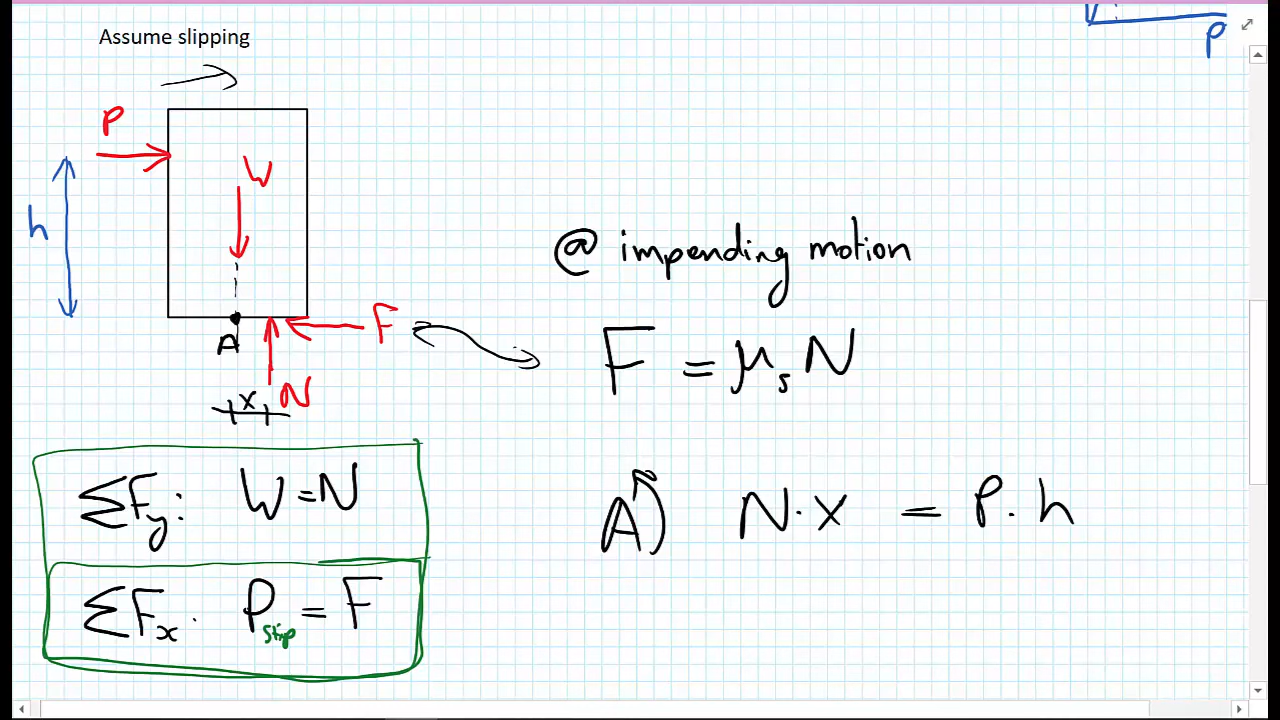 Assume slipping
P
P
W
h
@ impending motion
F
F = μs N
A
N
x
ΣFy: W = N
A) N·x = P·h
ΣFx: Pslip = F